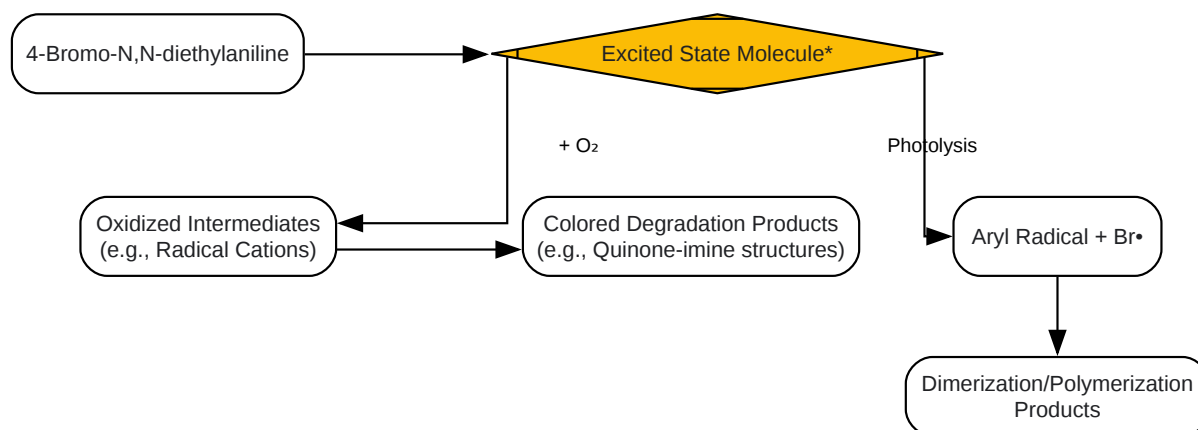 4-Bromo-N,N-diethylaniline
Excited State Molecule*
+ O₂
Photolysis
Oxidized Intermediates
(e.g., Radical Cations)
Colored Degradation Products
(e.g., Quinone-imine structures)
Aryl Radical + Br•
Dimerization/Polymerization
Products